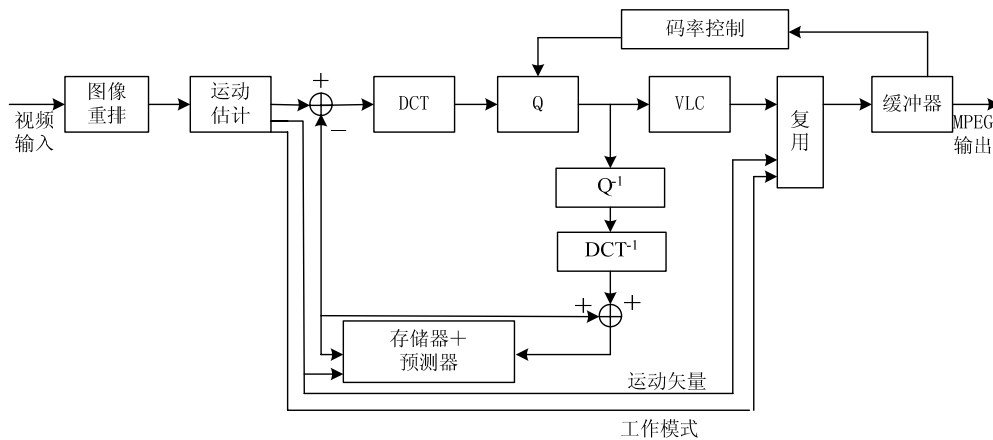 码率控制
图像
重排
运动
估计
+
−
DCT
Q
VLC
复
用
缓冲器
视频
输入
MPEG
输出
Q⁻¹
DCT⁻¹
+
+
存储器＋
预测器
运动矢量
工作模式